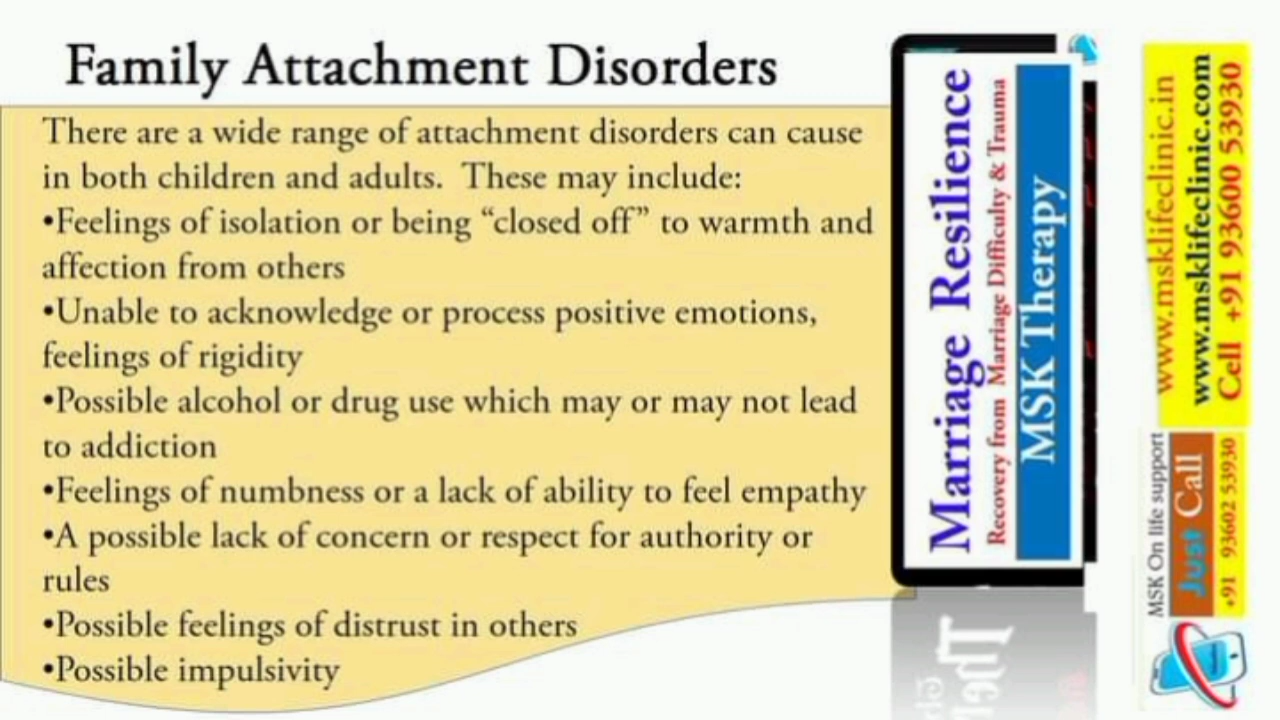 Family Attachment Disorders
There are a wide range of attachment disorders can cause
in both children and adults. These may include:
•Feelings of isolation or being “closed off” to warmth and
affection from others
•Unable to acknowledge or process positive emotions,
feelings of rigidity
•Possible alcohol or drug use which may or may not lead
to addiction
•Feelings of numbness or a lack of ability to feel empathy
•A possible lack of concern or respect for authority or
rules
•Possible feelings of distrust in others
•Possible impulsivity
Marriage Resilience
Recovery from Marriage Difficulty & Trauma
MSK Therapy
www.msklifeclinic.in
www.msklifeclinic.com
Cell +91 93600 53930
MSK On life support
Just Call
+91 93602 53930